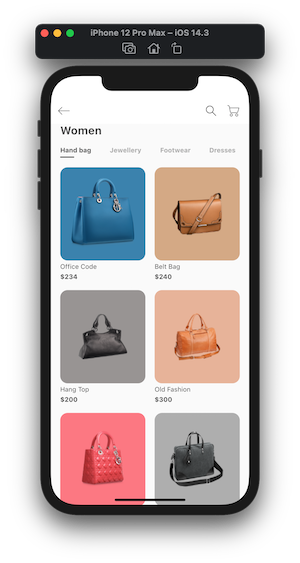 iPhone 12 Pro Max – iOS 14.3
Women
Hand bag Jewellery Footwear Dresses
Office Code Belt Bag
$234 $240
Hang Top Old Fashion
$200 $300